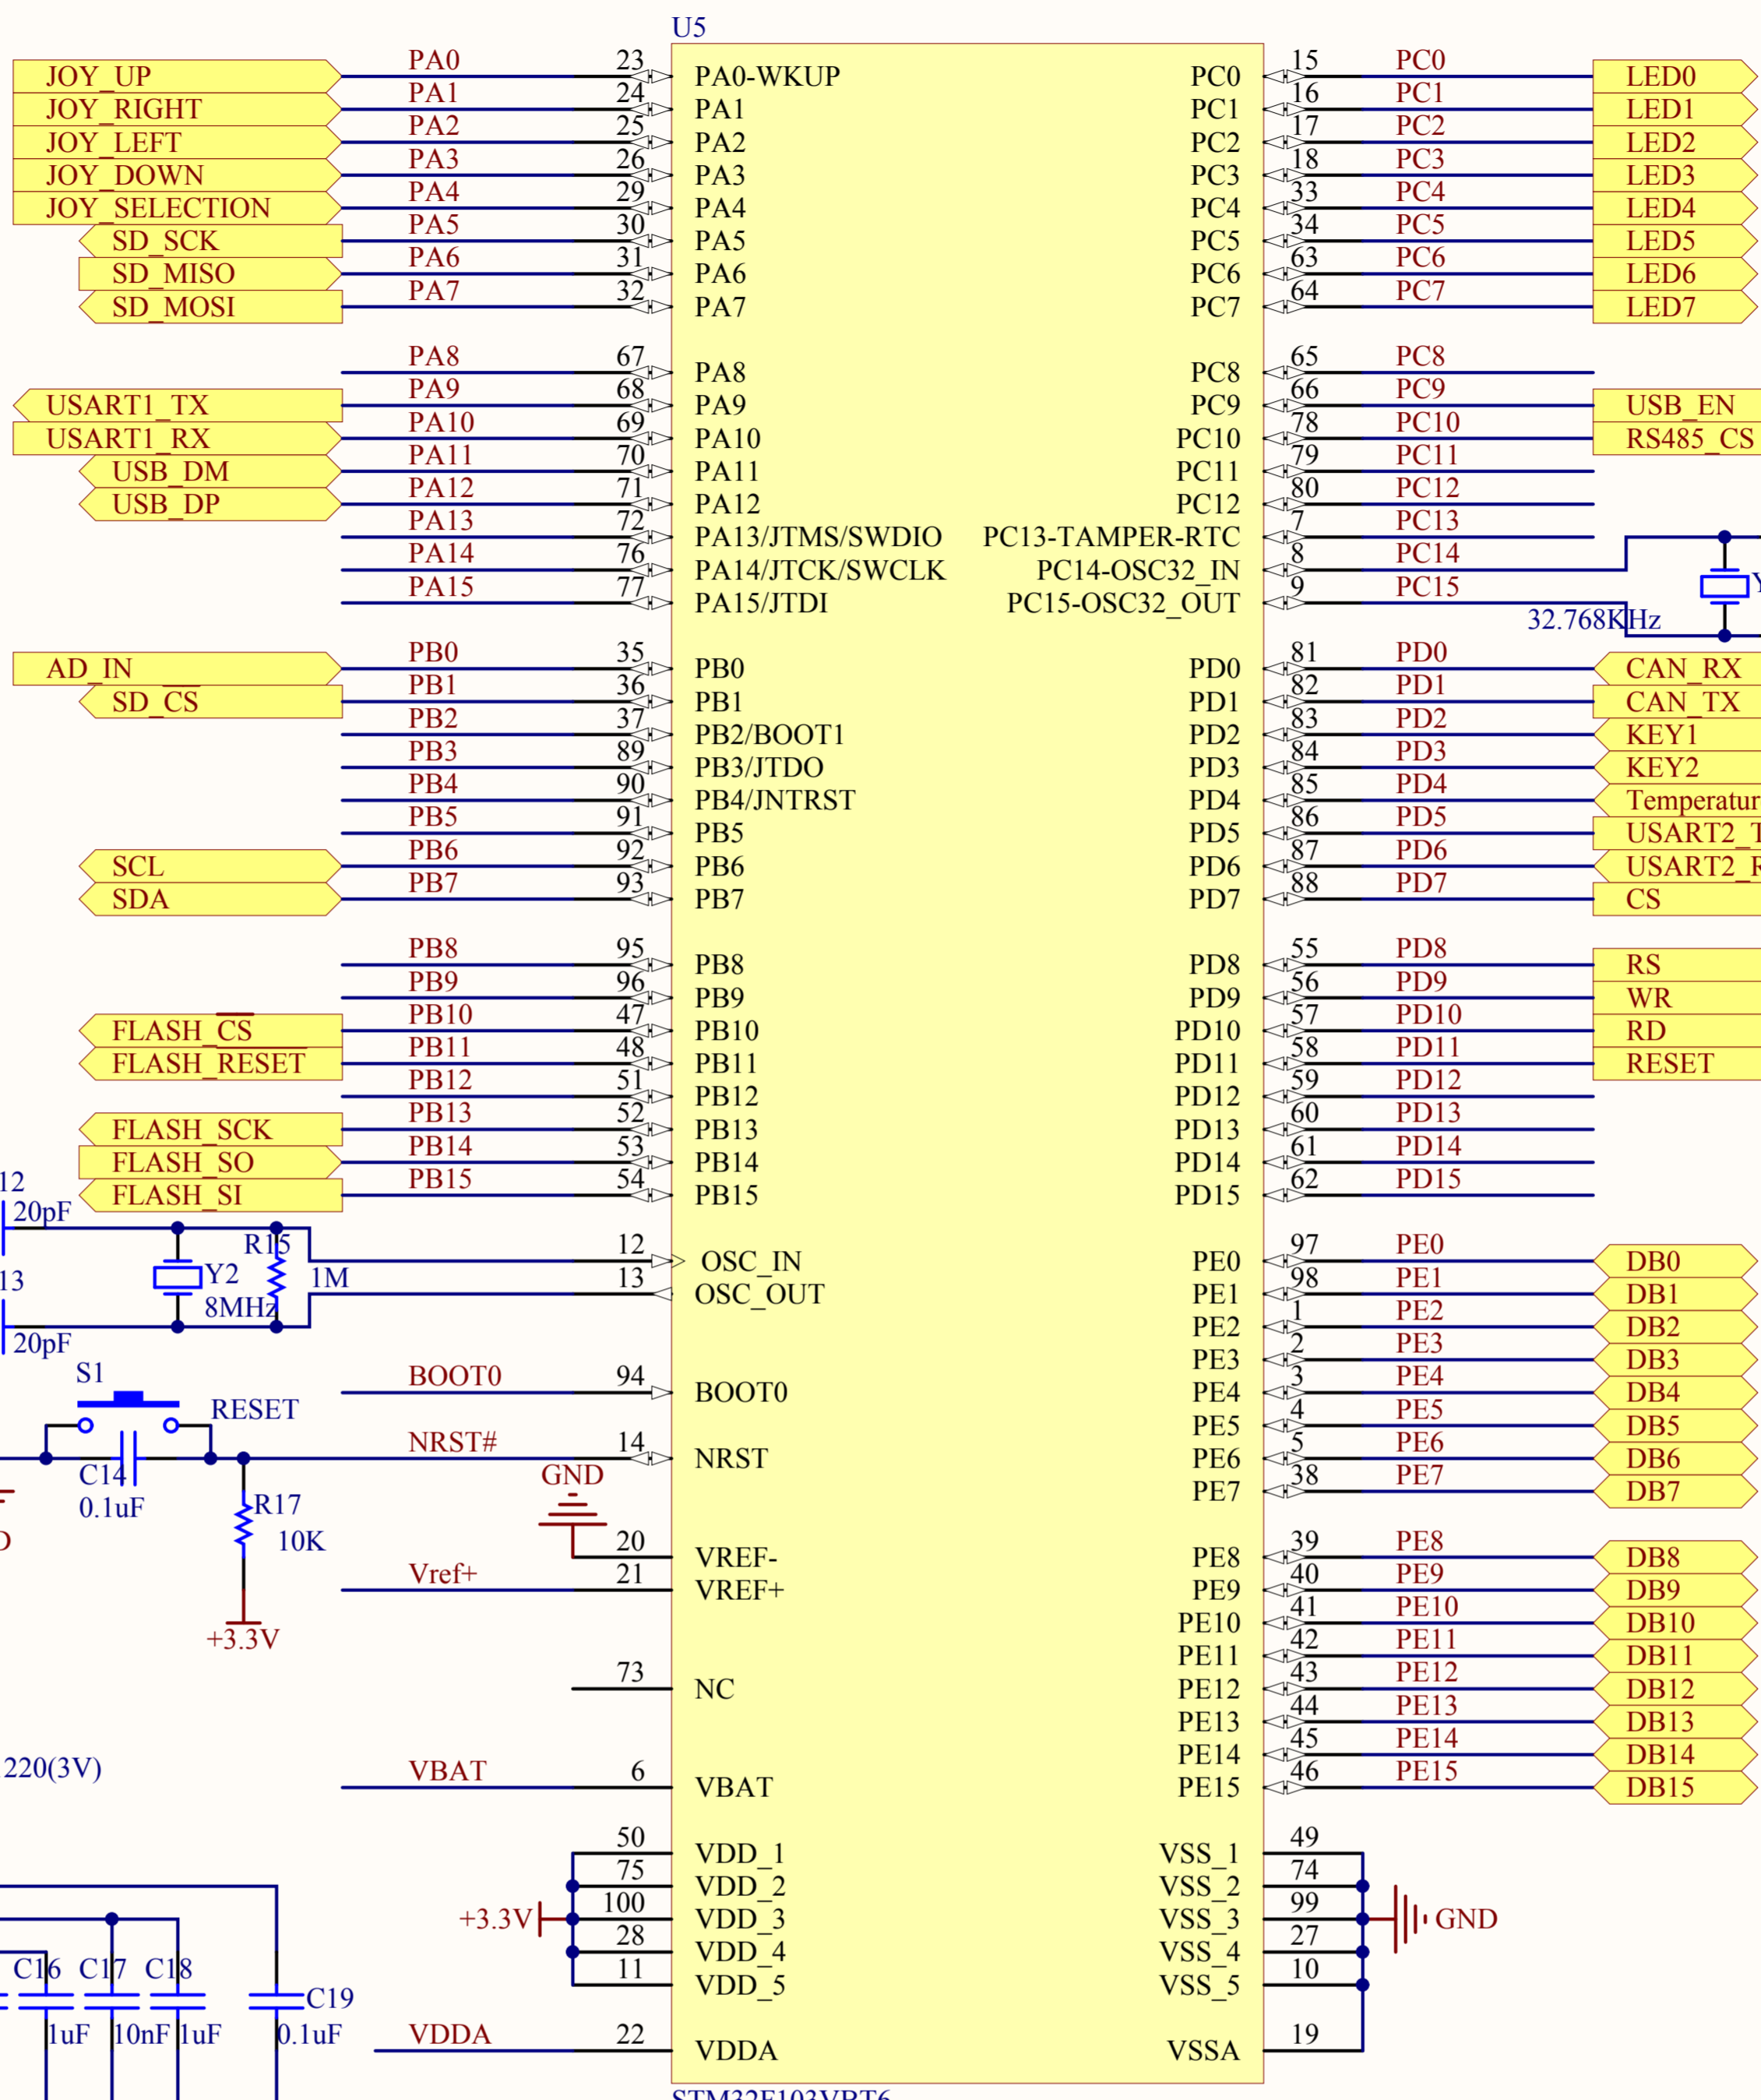 U5
JOY_UP PA0 23 PA0-WKUP PC0 15 PC0 LED0
JOY_RIGHT PA1 24 PA1 PC1 16 PC1 LED1
JOY_LEFT PA2 25 PA2 PC2 17 PC2 LED2
JOY_DOWN PA3 26 PA3 PC3 18 PC3 LED3
JOY_SELECTION PA4 29 PA4 PC4 33 PC4 LED4
SD_SCK PA5 30 PA5 PC5 34 PC5 LED5
SD_MISO PA6 31 PA6 PC6 63 PC6 LED6
SD_MOSI PA7 32 PA7 PC7 64 PC7 LED7
PA8 67 PA8 PC8 65 PC8
USART1_TX PA9 68 PA9 PC9 66 PC9 USB_EN
USART1_RX PA10 69 PA10 PC10 78 PC10 RS485_CS
USB_DM PA11 70 PA11 PC11 79 PC11
USB_DP PA12 71 PA12 PC12 80 PC12
PA13 72 PA13/JTMS/SWDIO PC13-TAMPER-RTC 7 PC13
PA14 76 PA14/JTCK/SWCLK PC14-OSC32_IN 8 PC14
PA15 77 PA15/JTDI PC15-OSC32_OUT 9 PC15
32.768KHz
AD_IN PB0 35 PB0 PD0 81 PD0 CAN_RX
SD_CS PB1 36 PB1 PD1 82 PD1 CAN_TX
PB2 37 PB2/BOOT1 PD2 83 PD2 KEY1
PB3 89 PB3/JTDO PD3 84 PD3 KEY2
PB4 90 PB4/JNTRST PD4 85 PD4 Temperatur
PB5 91 PB5 PD5 86 PD5 USART2_T
SCL PB6 92 PB6 PD6 87 PD6 USART2_R
SDA PB7 93 PB7 PD7 88 PD7 CS
PB8 95 PB8 PD8 55 PD8 RS
PB9 96 PB9 PD9 56 PD9 WR
FLASH_CS PB10 47 PB10 PD10 57 PD10 RD
FLASH_RESET PB11 48 PB11 PD11 58 PD11 RESET
PB12 51 PB12 PD12 59 PD12
FLASH_SCK PB13 52 PB13 PD13 60 PD13
FLASH_SO PB14 53 PB14 PD14 61 PD14
FLASH_SI PB15 54 PB15 PD15 62 PD15
12
20pF
R15
Y2
8MHz
1M
13
20pF
12 OSC_IN PE0 97 PE0 DB0
13 OSC_OUT PE1 98 PE1 DB1
PE2 1 PE2 DB2
PE3 2 PE3 DB3
BOOT0 94 BOOT0 PE4 3 PE4 DB4
PE5 4 PE5 DB5
S1
RESET
NRST# 14 NRST PE6 5 PE6 DB6
C14
0.1uF
R17
10K
+3.3V
PE7 38 PE7 DB7
GND
20 VREF- PE8 39 PE8 DB8
Vref+ 21 VREF+ PE9 40 PE9 DB9
PE10 41 PE10 DB10
PE11 42 PE11 DB11
73 NC PE12 43 PE12 DB12
PE13 44 PE13 DB13
PE14 45 PE14 DB14
220(3V)
VBAT 6 VBAT PE15 46 PE15 DB15
50 VDD_1 VSS_1 49
75 VDD_2 VSS_2 74
+3.3V 100 VDD_3 VSS_3 99 GND
28 VDD_4 VSS_4 27
11 VDD_5 VSS_5 10
C16 C17 C18 C19
1uF 10nF 1uF 0.1uF
VDDA 22 VDDA VSSA 19
STM32F103VBT6